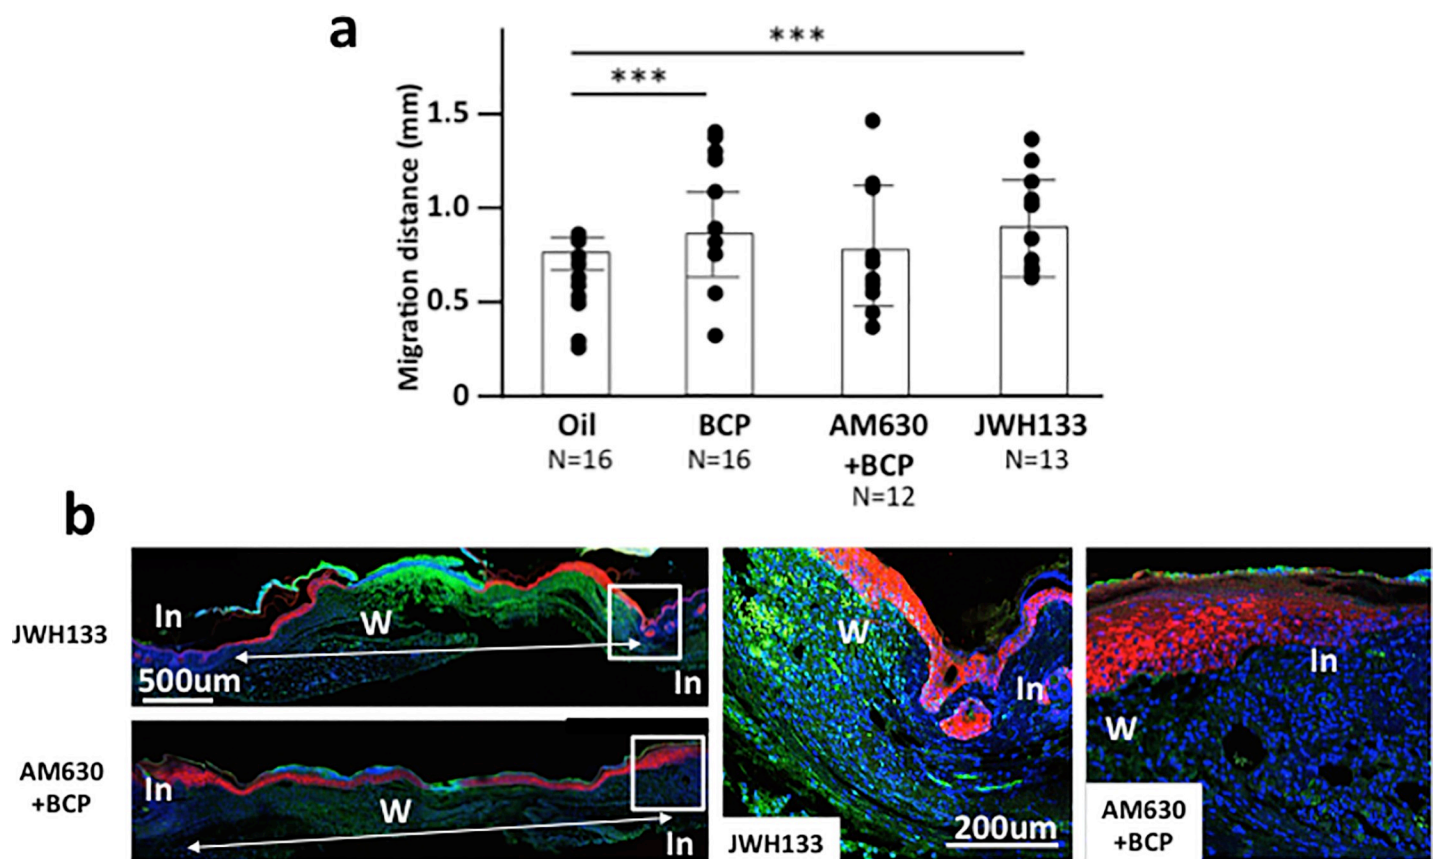 a
***
***
Migration distance (mm)
1.5
1.0
0.5
0
Oil
N=16
BCP
N=16
AM630
+BCP
N=12
JWH133
N=13
b
JWH133
In
W
500um
In
AM630
+BCP
In
W
In
W
In
JWH133
200um
In
W
AM630
+BCP